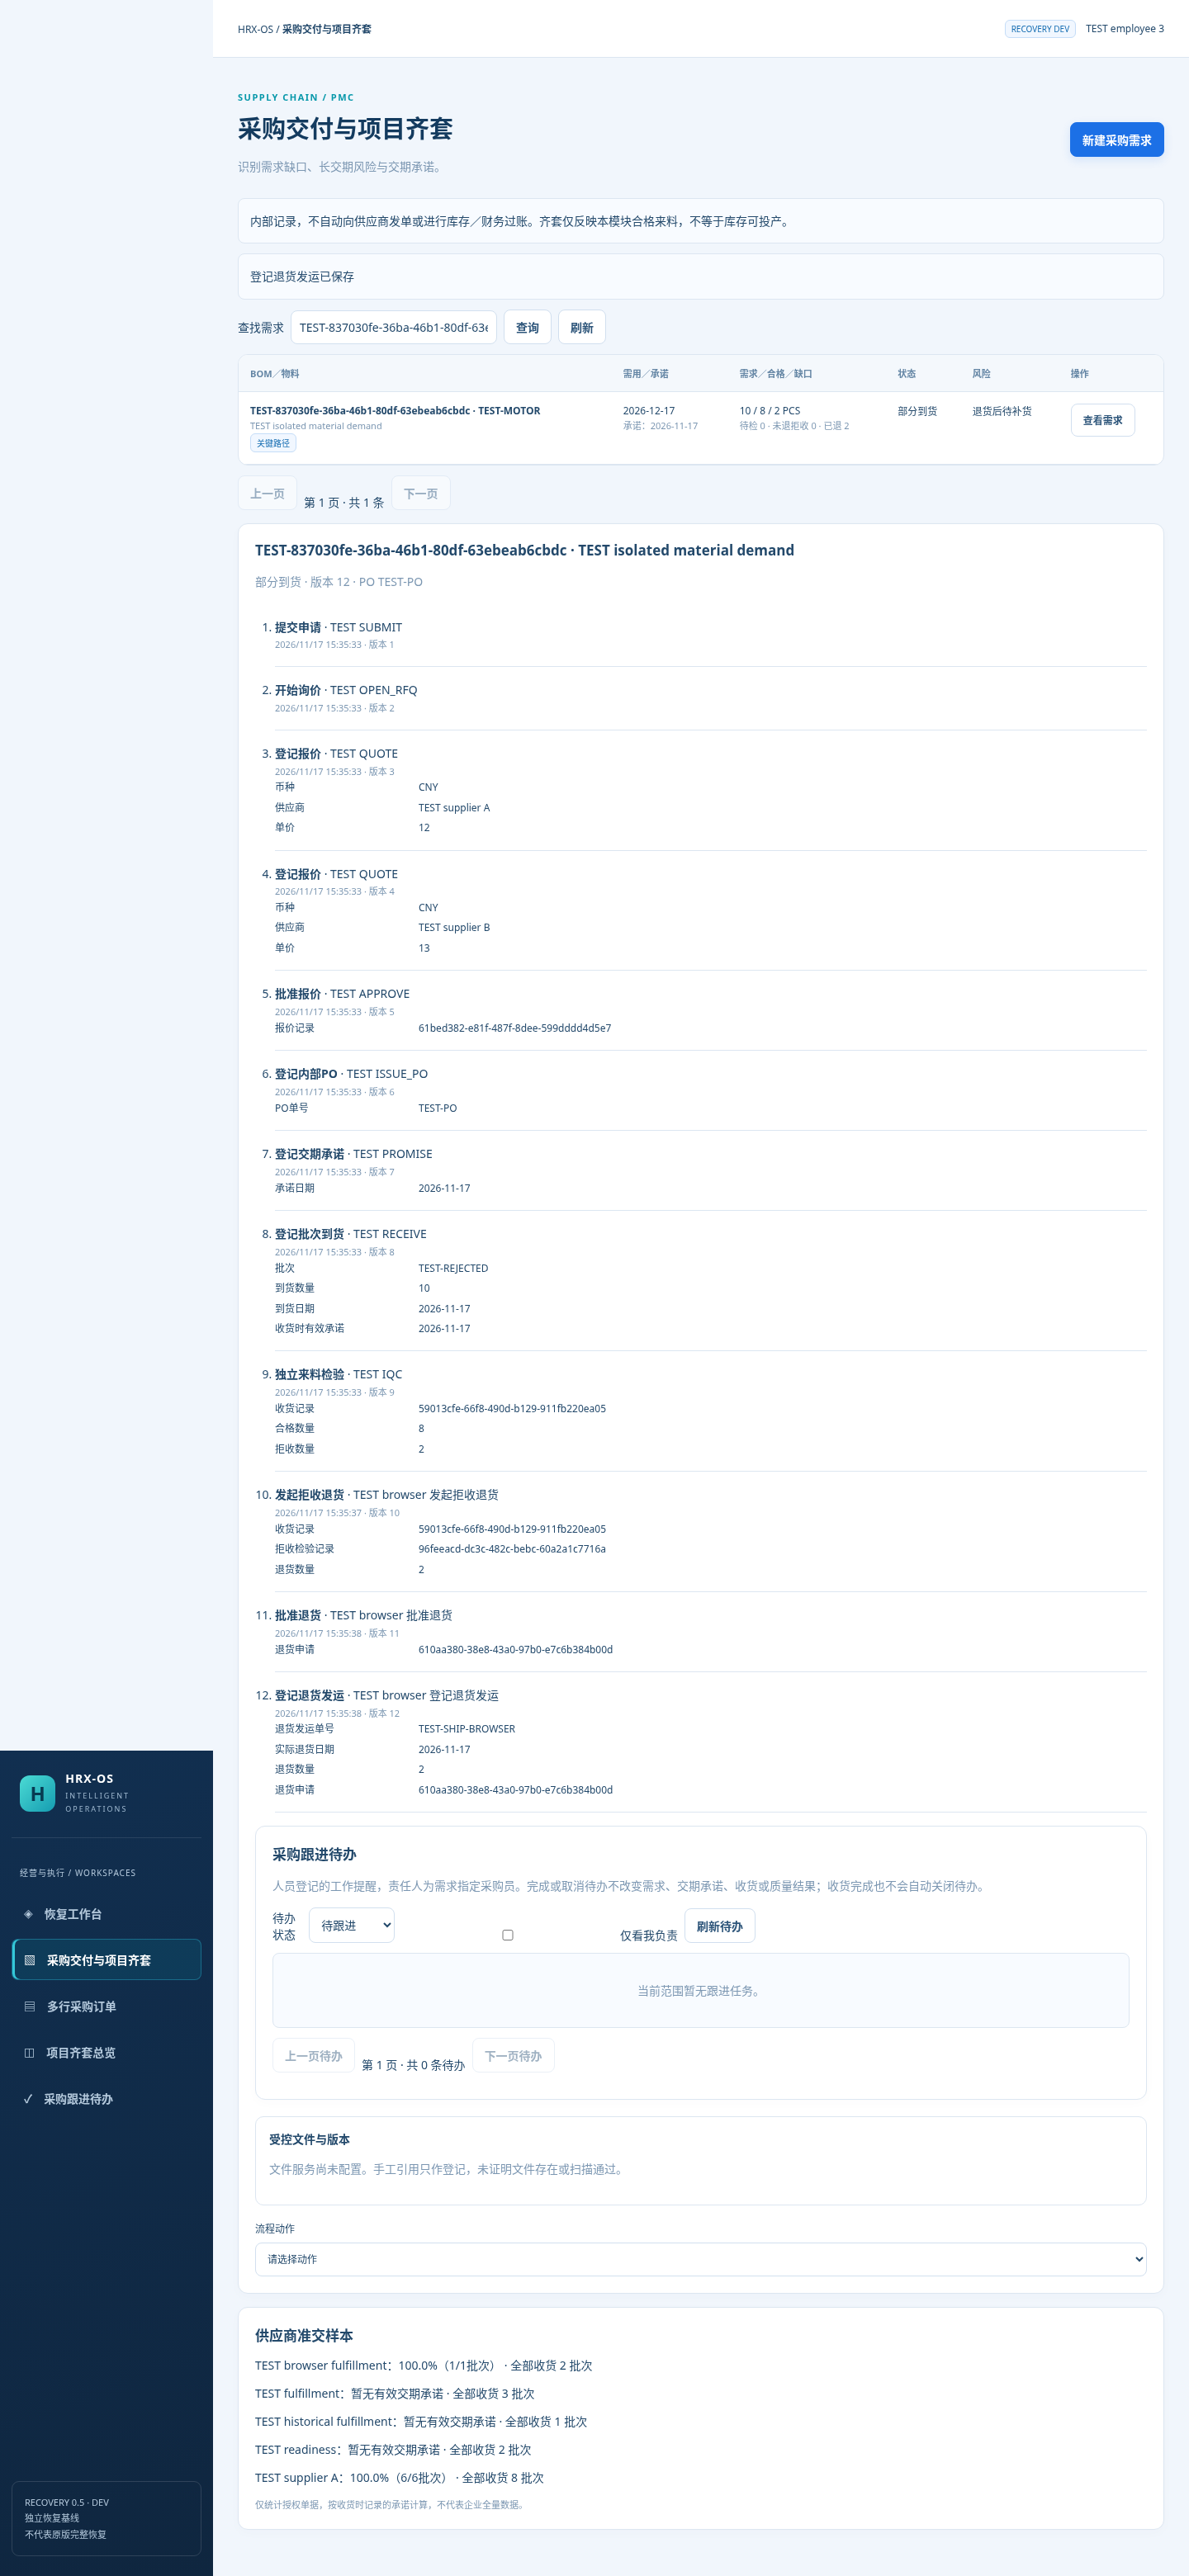 HRX-OS / 采购交付与项目齐套
RECOVERY DEV
TEST employee 3
SUPPLY CHAIN / PMC
采购交付与项目齐套
识别需求缺口、长交期风险与交期承诺。
新建采购需求
内部记录，不自动向供应商发单或进行库存／财务过账。齐套仅反映本模块合格来料，不等于库存可投产。
登记退货发运已保存
查找需求 TEST-837030fe-36ba-46b1-80df-63e 查询 刷新
BOM／物料 需用／承诺 需求／合格／缺口 状态 风险 操作
TEST-837030fe-36ba-46b1-80df-63ebeab6cbdc · TEST-MOTOR 2026-12-17 10 / 8 / 2 PCS 部分到货 退货后待补货 查看需求
TEST isolated material demand 承诺：2026-11-17 待检 0 · 未退拒收 0 · 已退 2
关键路径
上一页 第 1 页 · 共 1 条 下一页
TEST-837030fe-36ba-46b1-80df-63ebeab6cbdc · TEST isolated material demand
部分到货 · 版本 12 · PO TEST-PO
1. 提交申请 · TEST SUBMIT
2026/11/17 15:35:33 · 版本 1
2. 开始询价 · TEST OPEN_RFQ
2026/11/17 15:35:33 · 版本 2
3. 登记报价 · TEST QUOTE
2026/11/17 15:35:33 · 版本 3
币种 CNY
供应商 TEST supplier A
单价 12
4. 登记报价 · TEST QUOTE
2026/11/17 15:35:33 · 版本 4
币种 CNY
供应商 TEST supplier B
单价 13
5. 批准报价 · TEST APPROVE
2026/11/17 15:35:33 · 版本 5
报价记录 61bed382-e81f-487f-8dee-599dddd4d5e7
6. 登记内部PO · TEST ISSUE_PO
2026/11/17 15:35:33 · 版本 6
PO单号 TEST-PO
7. 登记交期承诺 · TEST PROMISE
2026/11/17 15:35:33 · 版本 7
承诺日期 2026-11-17
8. 登记批次到货 · TEST RECEIVE
2026/11/17 15:35:33 · 版本 8
批次 TEST-REJECTED
到货数量 10
到货日期 2026-11-17
收货时有效承诺 2026-11-17
9. 独立来料检验 · TEST IQC
2026/11/17 15:35:33 · 版本 9
收货记录 59013cfe-66f8-490d-b129-911fb220ea05
合格数量 8
拒收数量 2
10. 发起拒收退货 · TEST browser 发起拒收退货
2026/11/17 15:35:37 · 版本 10
收货记录 59013cfe-66f8-490d-b129-911fb220ea05
拒收检验记录 96feeacd-dc3c-482c-bebc-60a2a1c7716a
退货数量 2
11. 批准退货 · TEST browser 批准退货
2026/11/17 15:35:38 · 版本 11
退货申请 610aa380-38e8-43a0-97b0-e7c6b384b00d
12. 登记退货发运 · TEST browser 登记退货发运
2026/11/17 15:35:38 · 版本 12
退货发运单号 TEST-SHIP-BROWSER
实际退货日期 2026-11-17
退货数量 2
退货申请 610aa380-38e8-43a0-97b0-e7c6b384b00d
采购跟进待办
人员登记的工作提醒，责任人为需求指定采购员。完成或取消待办不改变需求、交期承诺、收货或质量结果；收货完成也不会自动关闭待办。
待办状态 待跟进 仅看我负责 刷新待办
当前范围暂无跟进任务。
上一页待办 第 1 页 · 共 0 条待办 下一页待办
受控文件与版本
文件服务尚未配置。手工引用只作登记，未证明文件存在或扫描通过。
流程动作
请选择动作
供应商准交样本
TEST browser fulfillment：100.0%（1/1批次） · 全部收货 2 批次
TEST fulfillment：暂无有效交期承诺 · 全部收货 3 批次
TEST historical fulfillment：暂无有效交期承诺 · 全部收货 1 批次
TEST readiness：暂无有效交期承诺 · 全部收货 2 批次
TEST supplier A：100.0%（6/6批次） · 全部收货 8 批次
仅统计授权单据，按收货时记录的承诺计算，不代表企业全量数据。
H
HRX-OS
INTELLIGENT
OPERATIONS
经营与执行 / WORKSPACES
恢复工作台
采购交付与项目齐套
多行采购订单
项目齐套总览
采购跟进待办
RECOVERY 0.5 · DEV
独立恢复基线
不代表原版完整恢复